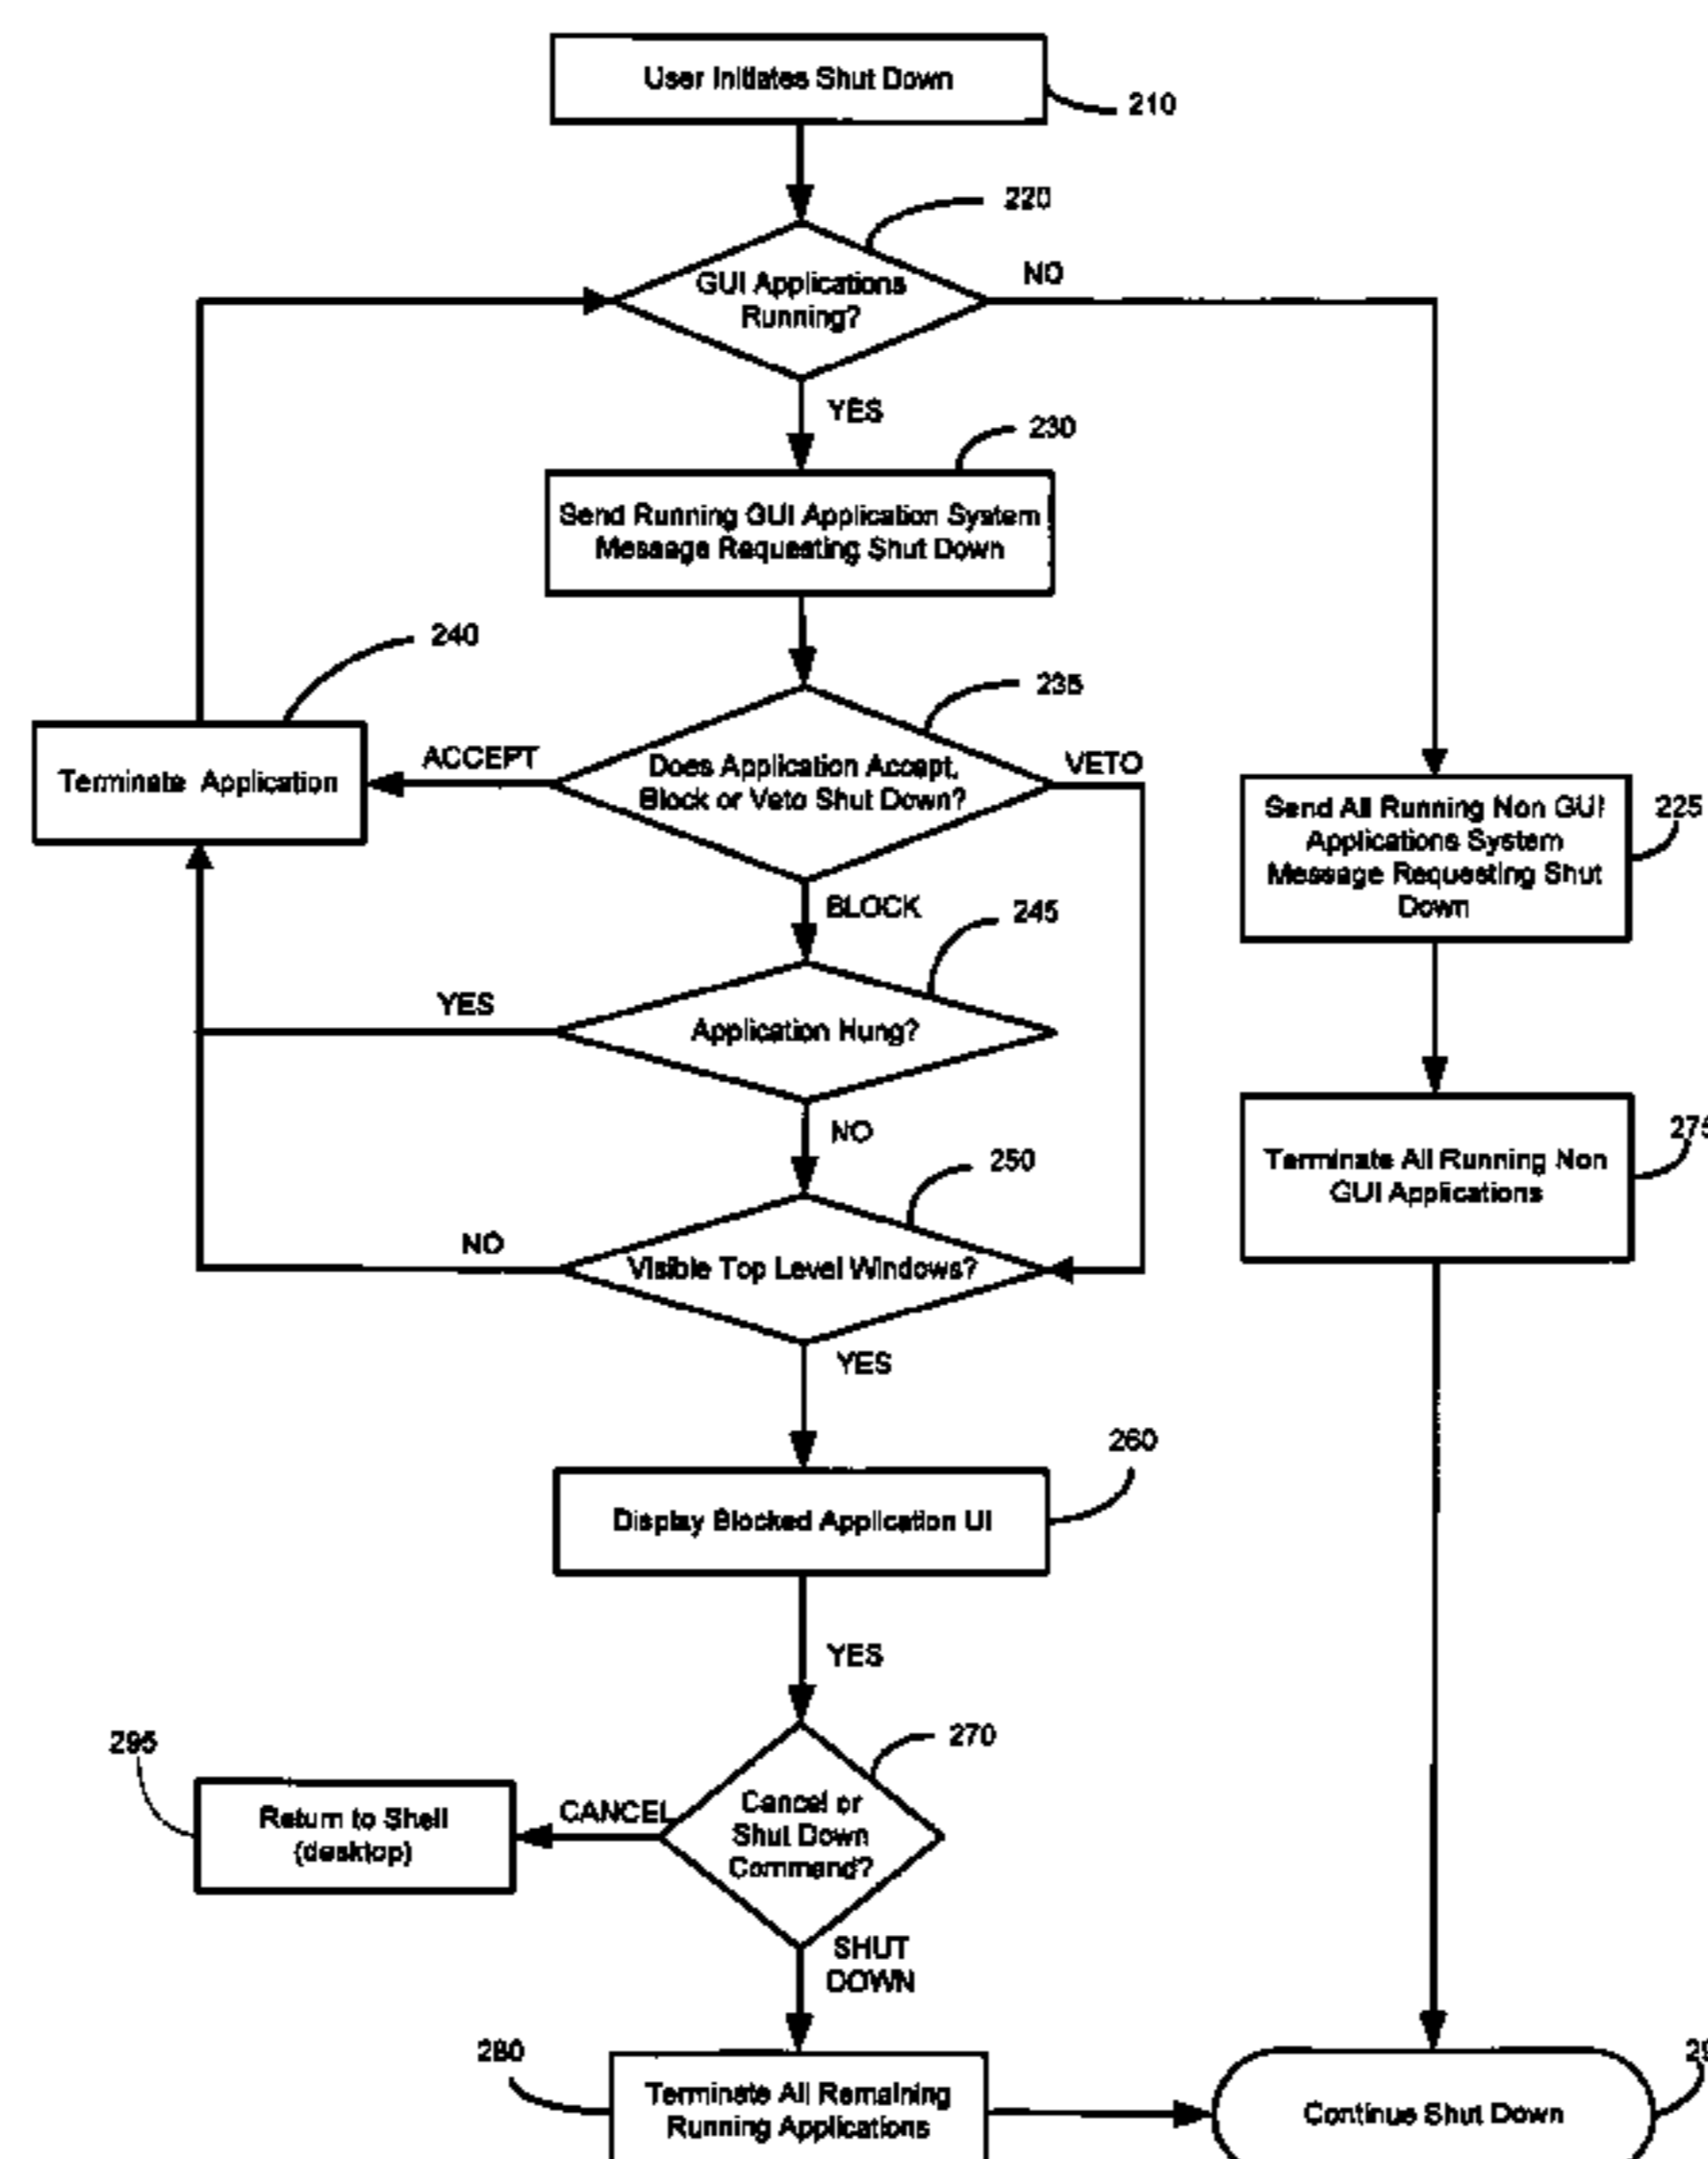 User Initiates Shut Down
210
220
GUI Applications
Running?
NO
YES
230
Send Running GUI Application System
Message Requesting Shut Down
240
235
Terminate Application
ACCEPT
Does Application Accept,
Block or Veto Shut Down?
VETO
Send All Running Non GUI
Applications System
Message Requesting Shut
Down
225
BLOCK
245
YES
Application Hung?
NO
250
275
Terminate All Running Non
GUI Applications
NO
Visible Top Level Windows?
YES
260
Display Blocked Application UI
YES
295
270
Return to Shell
(desktop)
CANCEL
Cancel or
Shut Down
Command?
SHUT
DOWN
280
Terminate All Remaining
Running Applications
Continue Shut Down